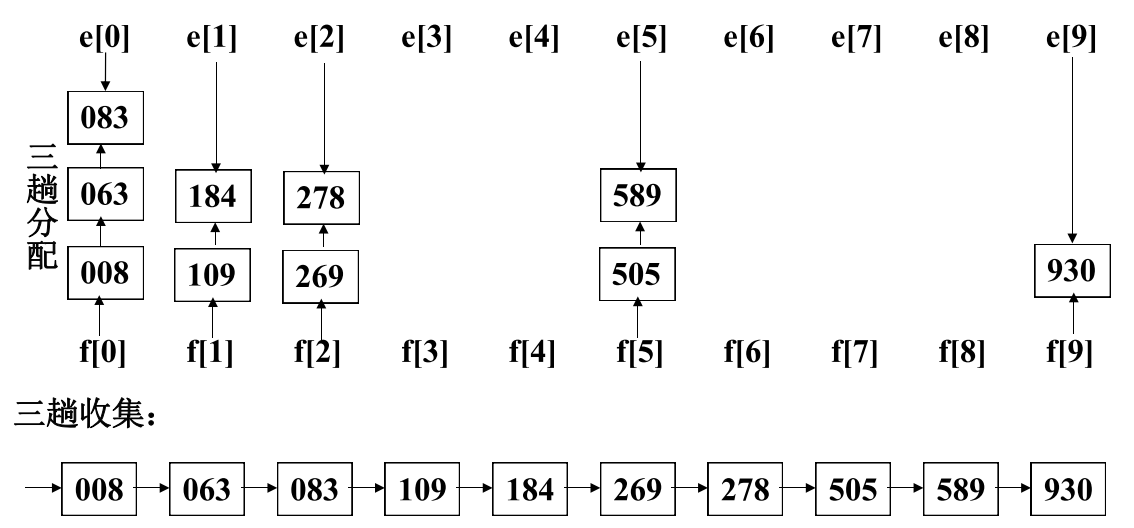 e[0] e[1] e[2] e[3] e[4] e[5] e[6] e[7] e[8] e[9]
083
三趟分配
063 184 278 589
008 109 269 505 930
f[0] f[1] f[2] f[3] f[4] f[5] f[6] f[7] f[8] f[9]
三趟收集：
008 063 083 109 184 269 278 505 589 930